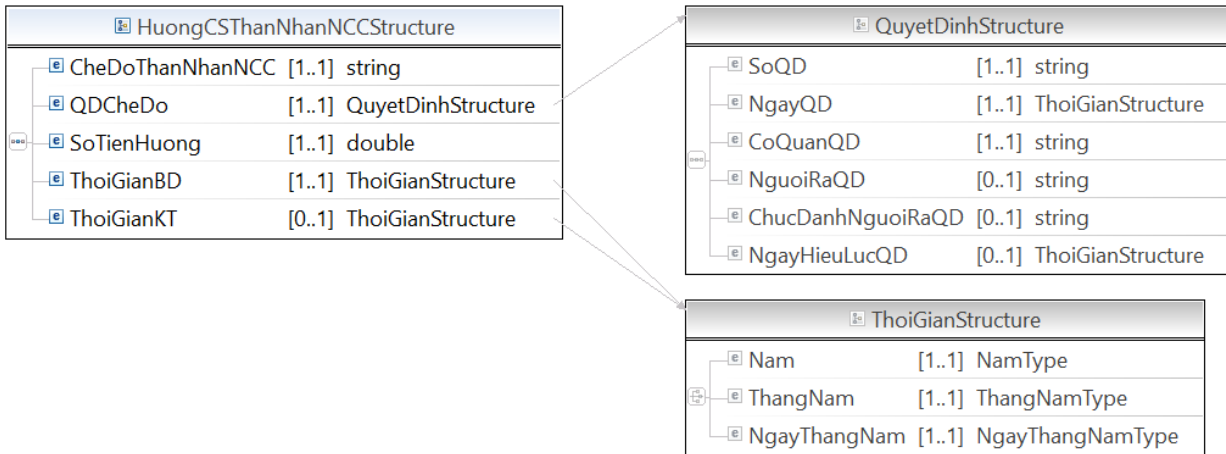 HuongCSThanNhanNCCStructure
e CheDoThanNhanNCC [1..1] string
e QDCheDo [1..1] QuyetDinhStructure
e SoTienHuong [1..1] double
e ThoiGianBD [1..1] ThoiGianStructure
e ThoiGianKT [0..1] ThoiGianStructure
QuyetDinhStructure
e SoQD [1..1] string
e NgayQD [1..1] ThoiGianStructure
e CoQuanQD [1..1] string
e NguoiRaQD [0..1] string
e ChucDanhNguoiRaQD [0..1] string
e NgayHieuLucQD [0..1] ThoiGianStructure
ThoiGianStructure
e Nam [1..1] NamType
e ThangNam [1..1] ThangNamType
e NgayThangNam [1..1] NgayThangNamType